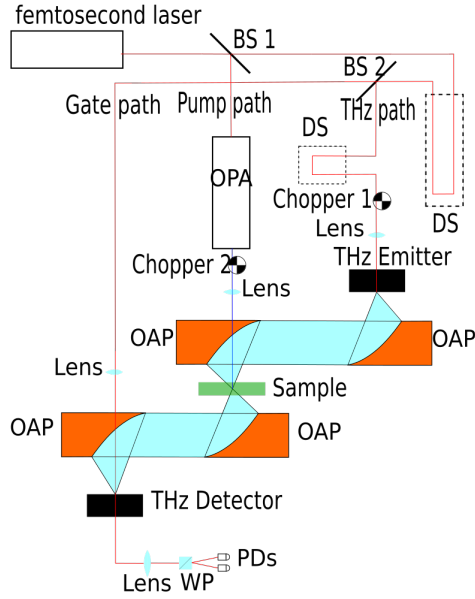 femtosecond laser
BS 1
BS 2
Gate path
Pump path
THz path
DS
OPA
Chopper 1
DS
Lens
THz Emitter
Chopper 2
Lens
OAP
OAP
Lens
Sample
OAP
OAP
THz Detector
PDs
Lens
WP